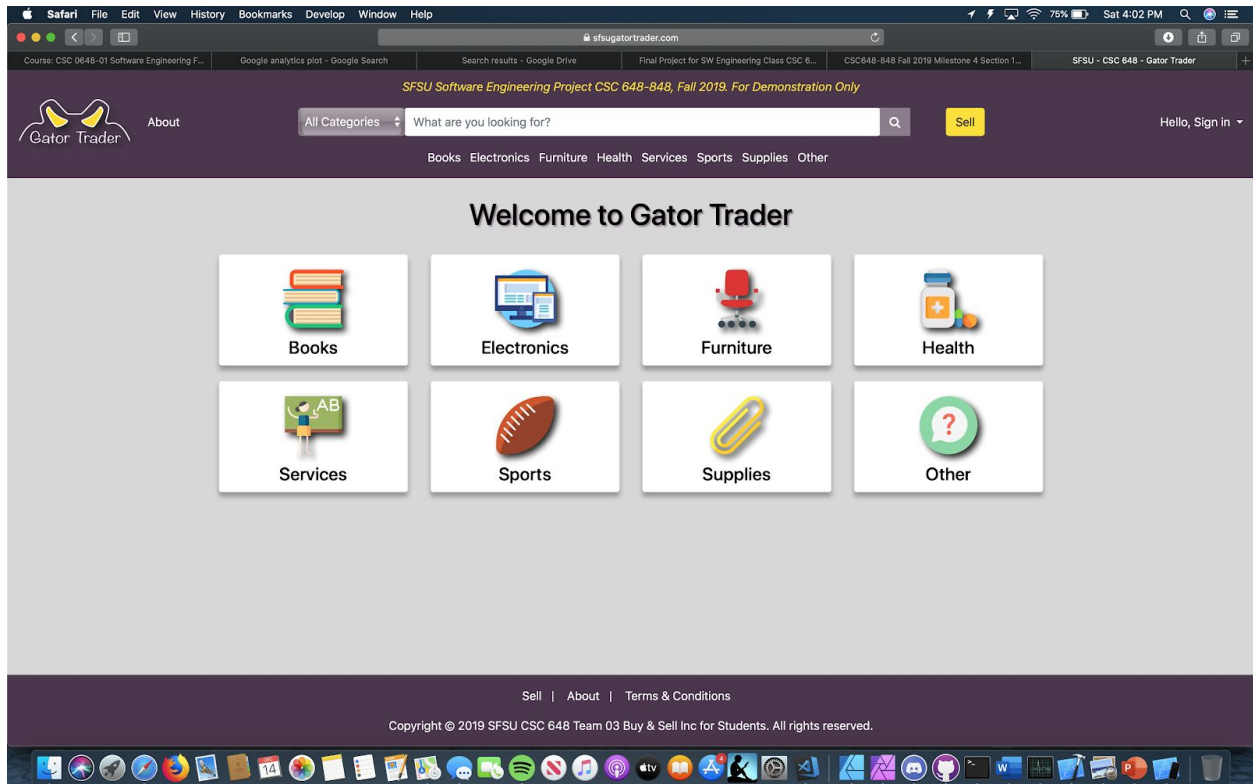 Safari File Edit View History Bookmarks Develop Window Help 75% Sat 4:02 PM
sfsugatortrader.com
Course: CSC 0648-01 Software Engineering F... Google analytics plot - Google Search Search results - Google Drive Final Project for SW Engineering Class CSC 6... CSC648-848 Fall 2019 Milestone 4 Section 1... SFSU - CSC 648 - Gator Trader
SFSU Software Engineering Project CSC 648-848, Fall 2019. For Demonstration Only
Gator Trader About All Categories What are you looking for? Sell Hello, Sign in
Books Electronics Furniture Health Services Sports Supplies Other
Welcome to Gator Trader
Books Electronics Furniture Health
AB
Services Sports Supplies Other
Sell | About | Terms & Conditions
Copyright © 2019 SFSU CSC 648 Team 03 Buy & Sell Inc for Students. All rights reserved.
14 tv W P